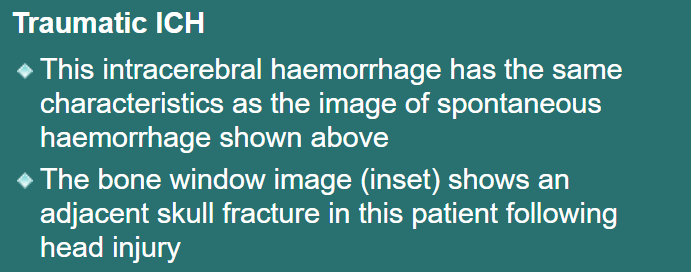 Traumatic ICH
This intracerebral haemorrhage has the same
characteristics as the image of spontaneous
haemorrhage shown above
The bone window image (inset) shows an
adjacent skull fracture in this patient following
head injury